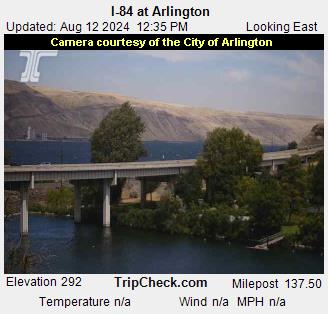 I-84 at Arlington
Updated: Aug 12 2024 12:35 PM Looking East
Camera courtesy of the City of Arlington
Elevation 292 TripCheck.com Milepost 137.50
Temperature n/a Wind n/a MPH n/a